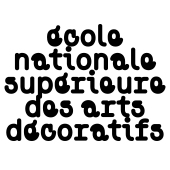 école
nationale
supérieure
des arts
décoratifs